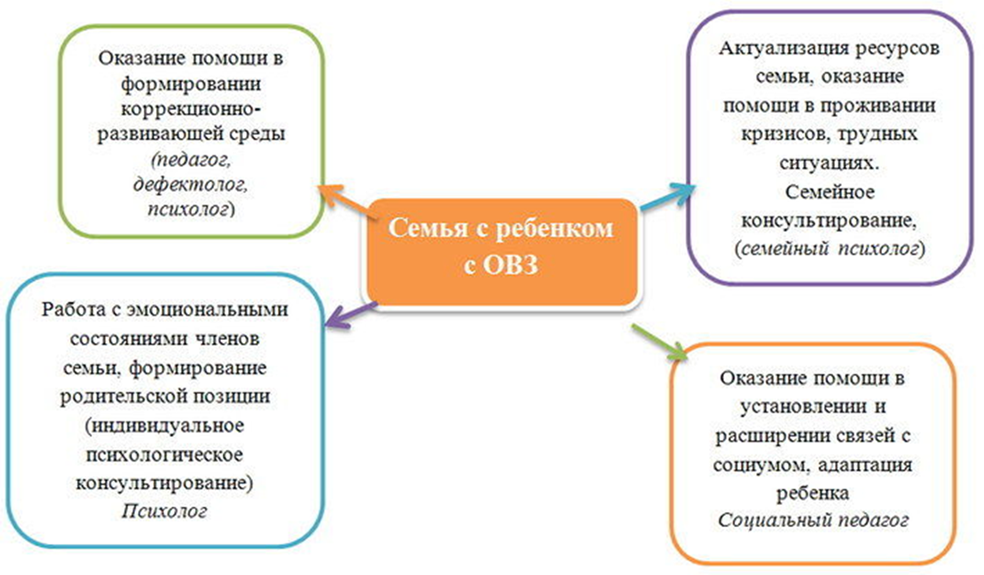 Оказание помощи в
формировании
коррекционно-
развивающей среды
(педагог,
дефектолог,
психолог)
Актуализация ресурсов
семьи, оказание
помощи в проживании
кризисов, трудных
ситуациях.
Семейное
консультирование,
(семейный психолог)
Семья с ребенком
с ОВЗ
Работа с эмоциональными
состояниями членов
семьи, формирование
родительской позиции
(индивидуальное
психологическое
консультирование)
Психолог
Оказание помощи в
установлении и
расширении связей с
социумом, адаптация
ребенка
Социальный педагог